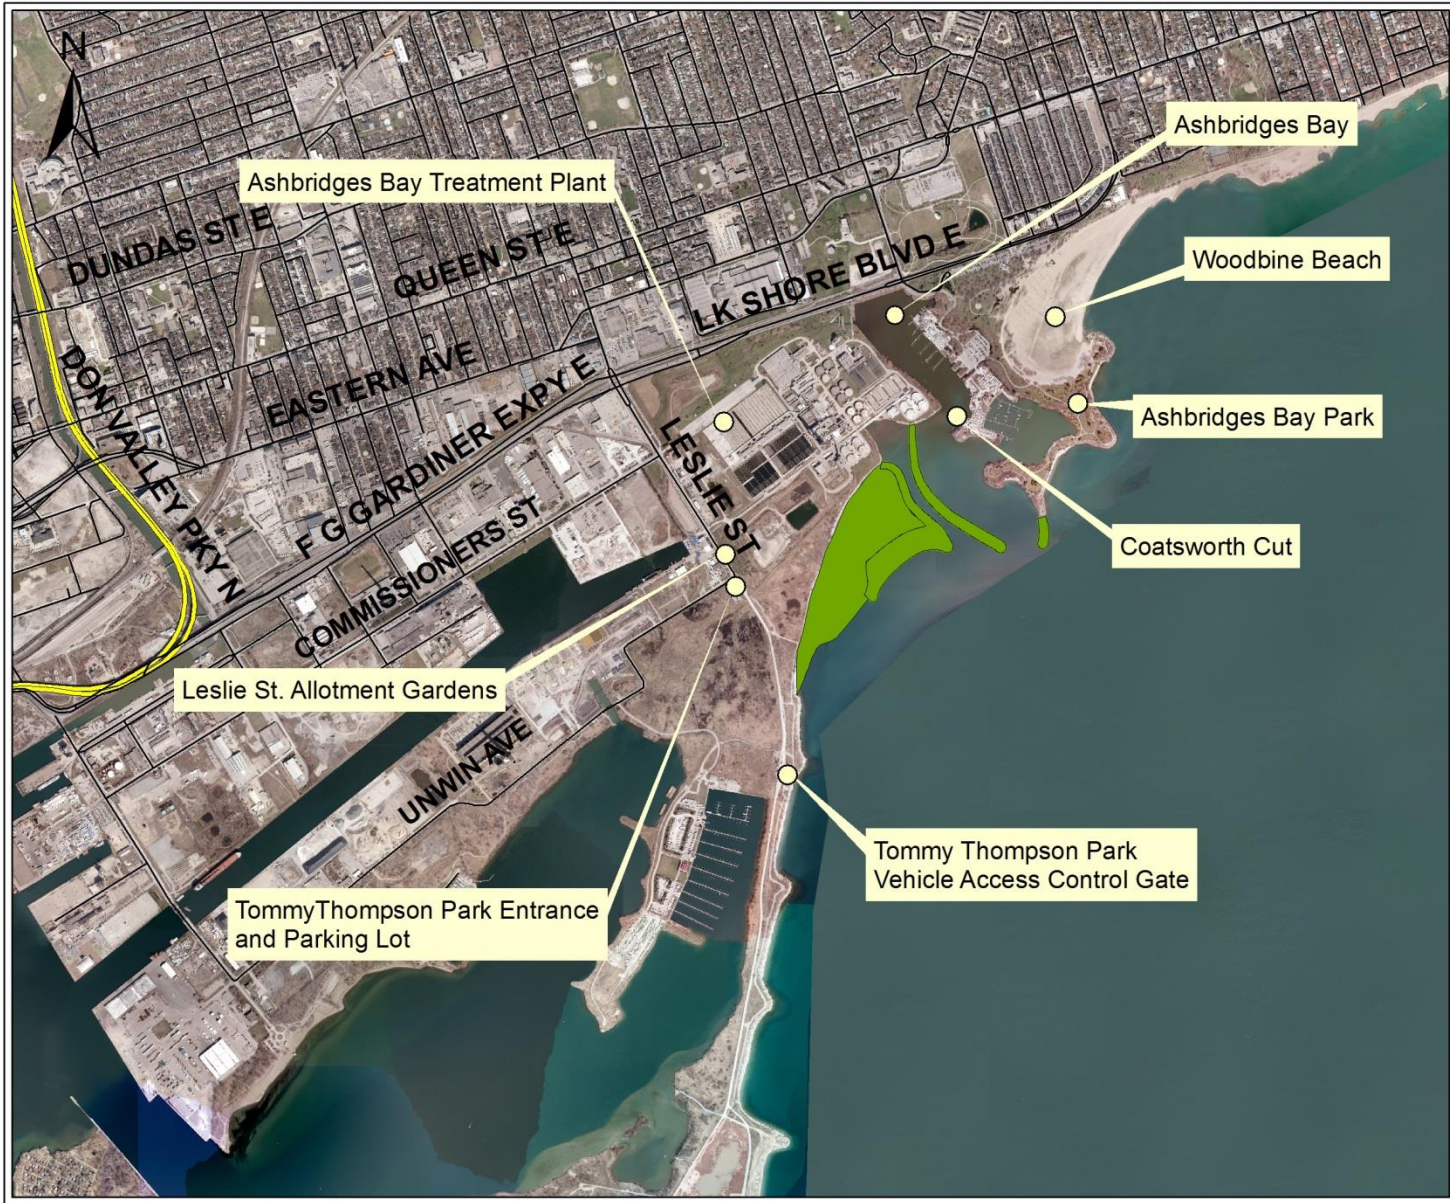 N
Ashbridges Bay
Ashbridges Bay Treatment Plant
DUNDAS ST E
QUEEN ST E
LK SHORE BLVD E
Woodbine Beach
EASTERN AVE
DON VALLEY PKY N
F G GARDINER EXPY E
LESLIE ST
Ashbridges Bay Park
COMMISSIONERS ST
Coatsworth Cut
Leslie St. Allotment Gardens
UNWIN AVE
Tommy Thompson Park
Vehicle Access Control Gate
TommyThompson Park Entrance
and Parking Lot